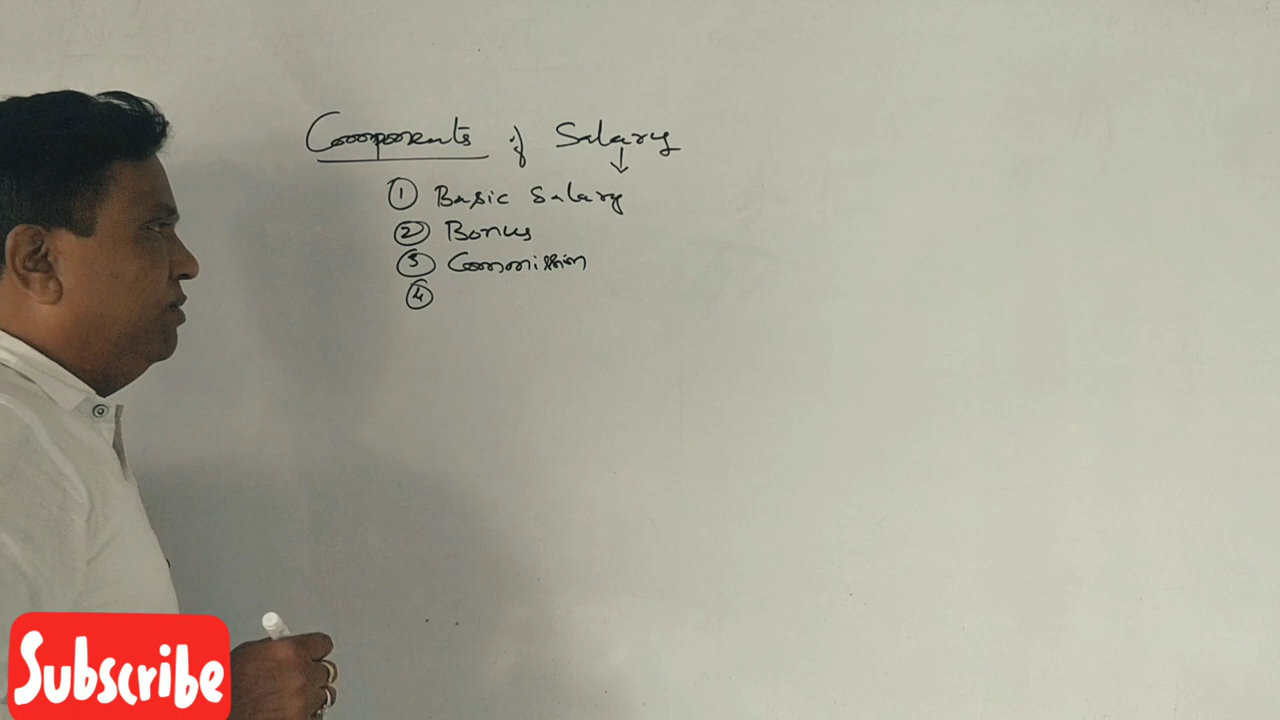 Components of Salary
↓
① Basic Salary
② Bonus
③ Commission
④
Subscribe